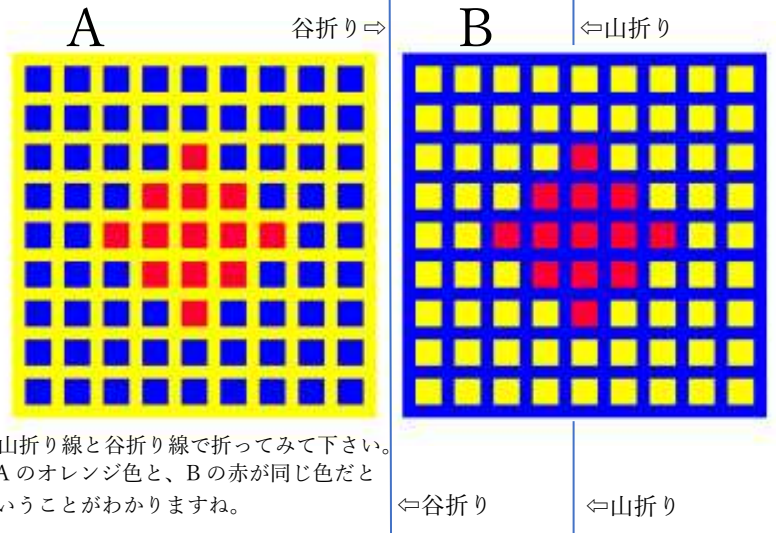 A
谷折り⇨
B
⇦山折り
山折り線と谷折り線で折ってみて下さい。
Aのオレンジ色と、Bの赤が同じ色だと
いうことがわかりますね。
⇦谷折り
⇦山折り